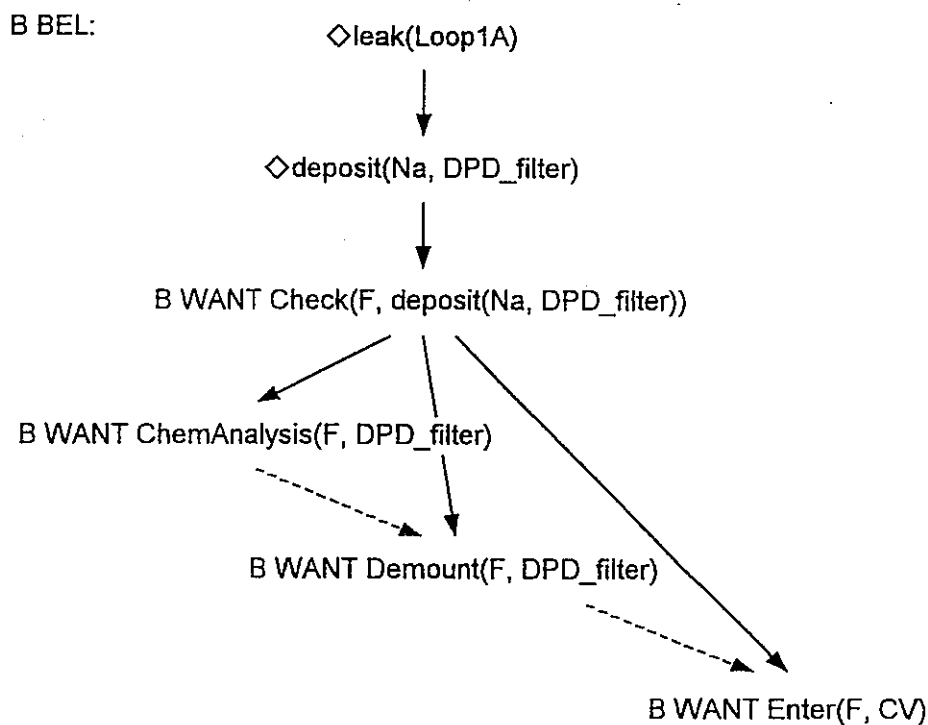 B BEL:
◇leak(Loop1A)
◇deposit(Na, DPD_filter)
B WANT Check(F, deposit(Na, DPD_filter))
B WANT ChemAnalysis(F, DPD_filter)
B WANT Demount(F, DPD_filter)
B WANT Enter(F, CV)